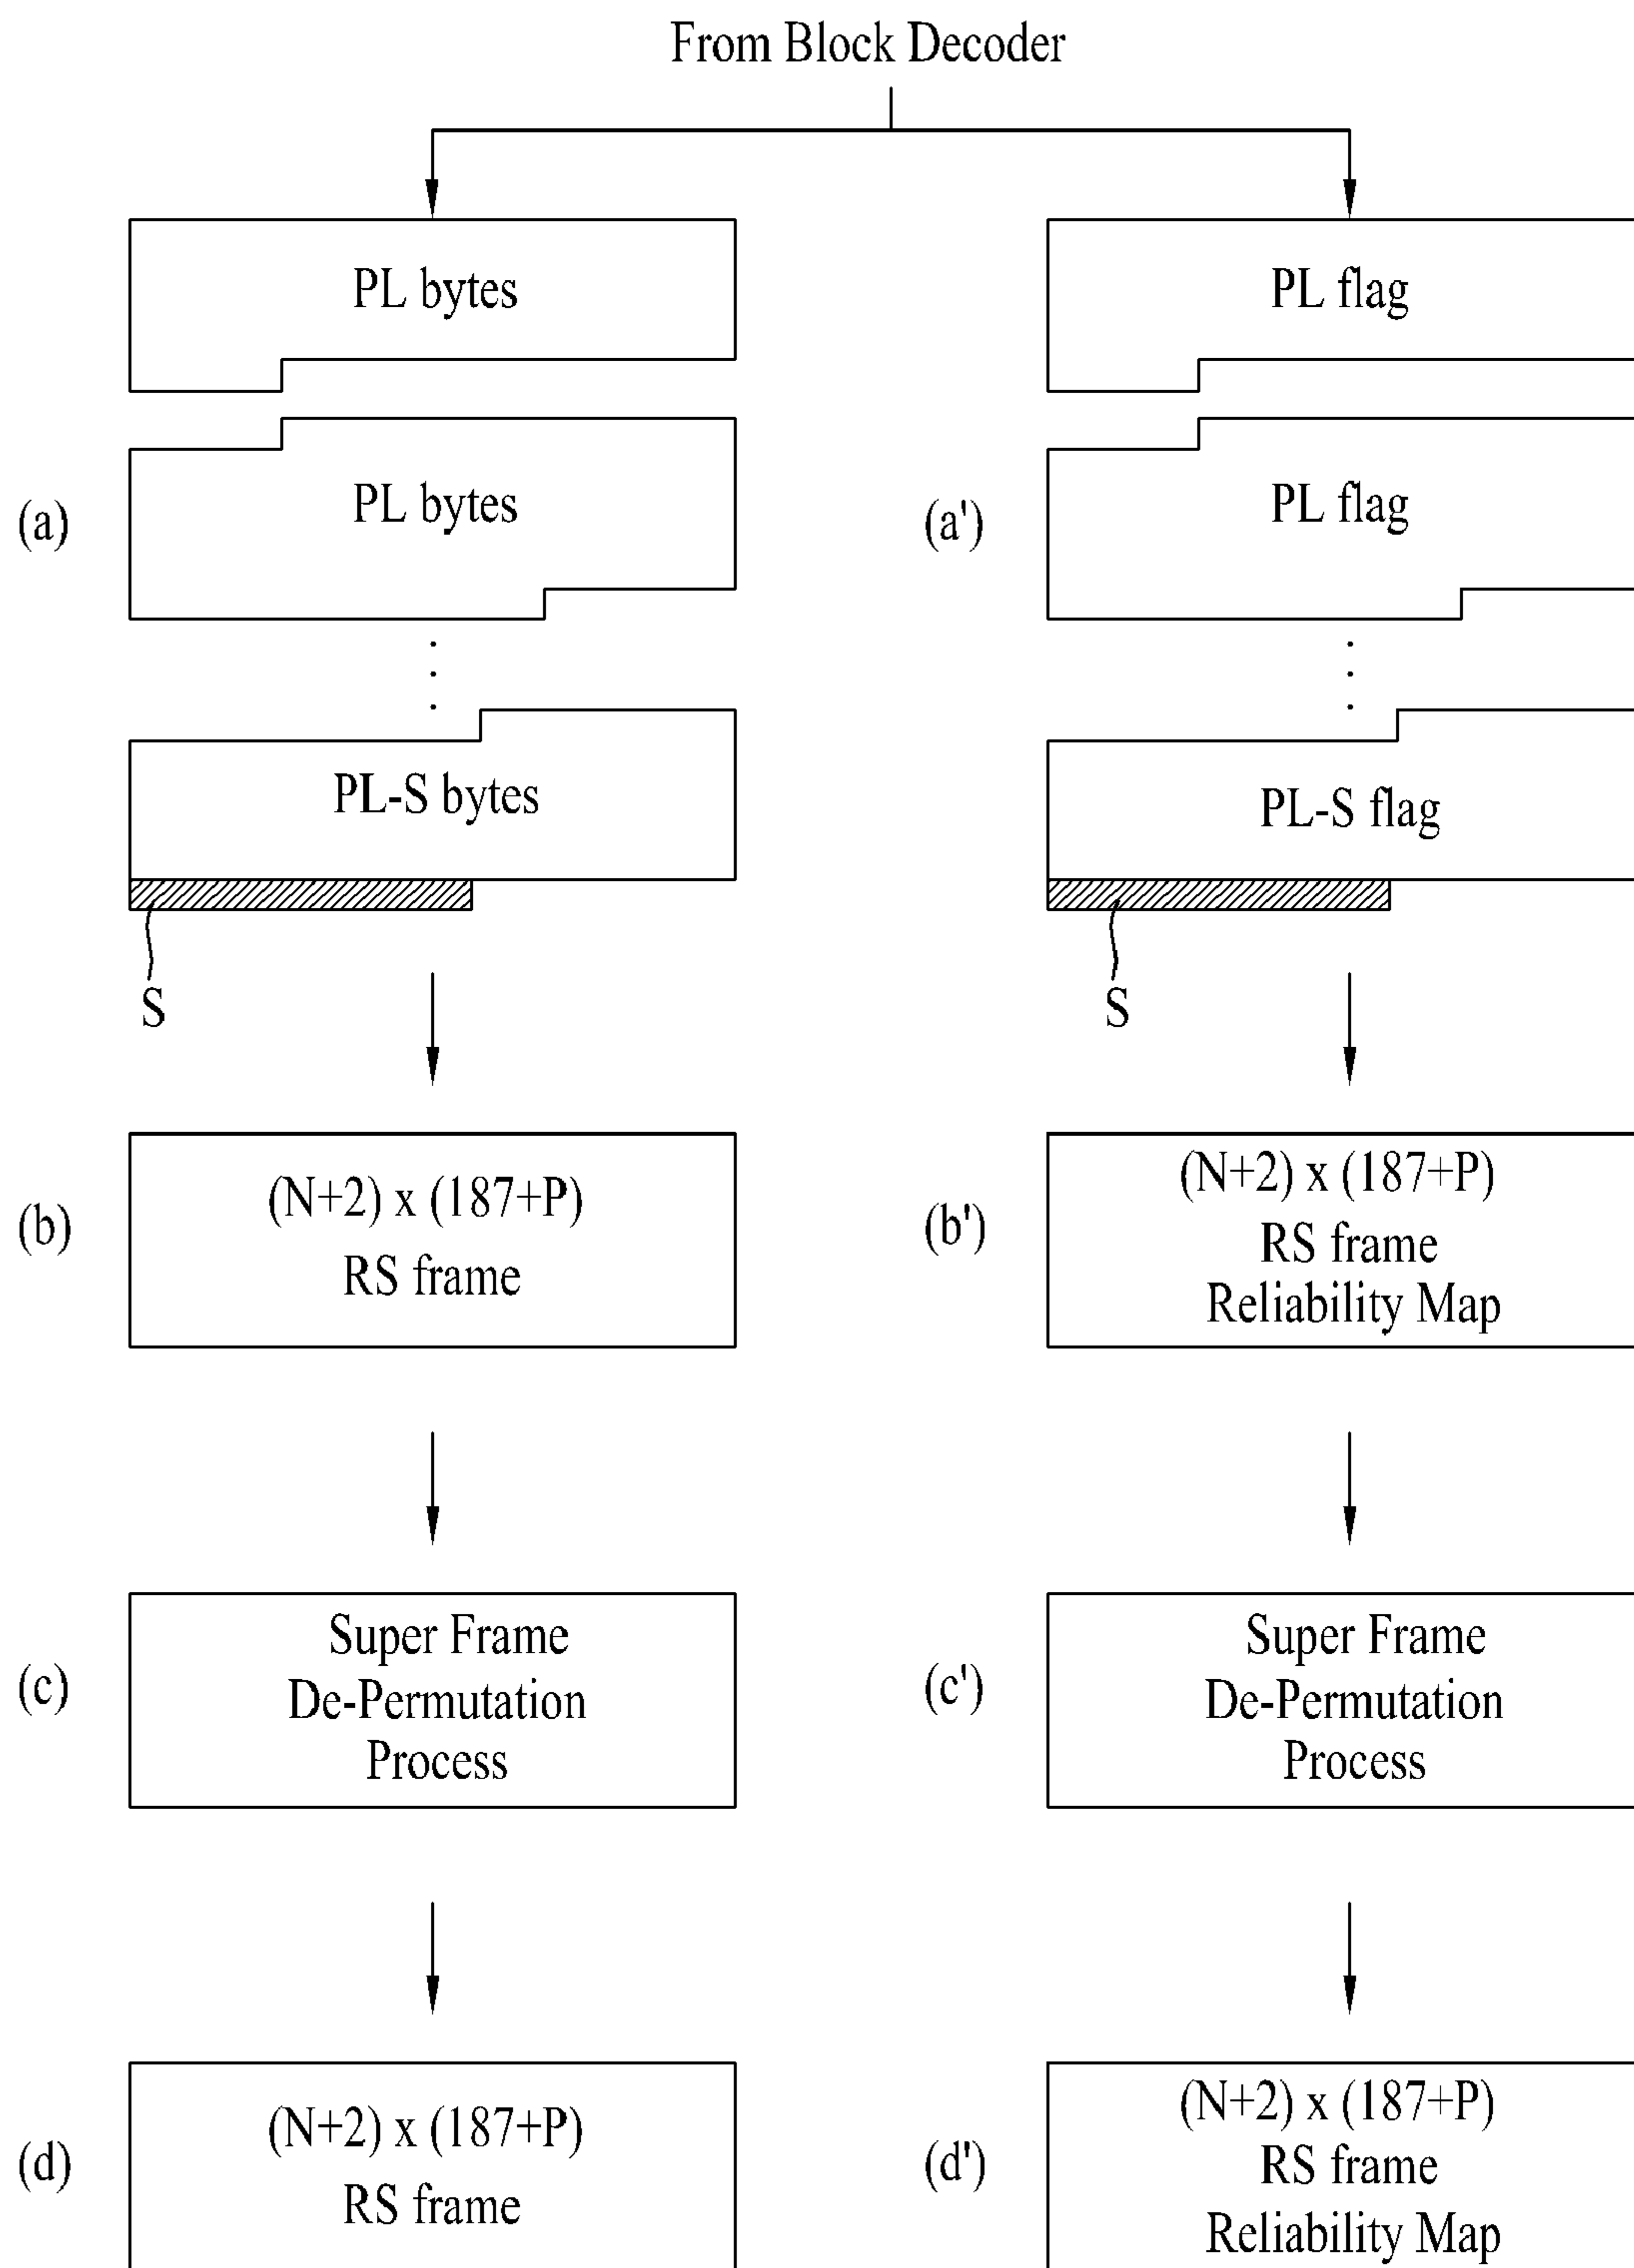 From Block Decoder
PL bytes
PL flag
(a)
PL bytes
(a')
PL flag
PL-S bytes
PL-S flag
S
S
(b)
(N+2) x (187+P)
RS frame
(b')
(N+2) x (187+P)
RS frame
Reliability Map
(c)
Super Frame
De-Permutation
Process
(c')
Super Frame
De-Permutation
Process
(d)
(N+2) x (187+P)
RS frame
(d')
(N+2) x (187+P)
RS frame
Reliability Map